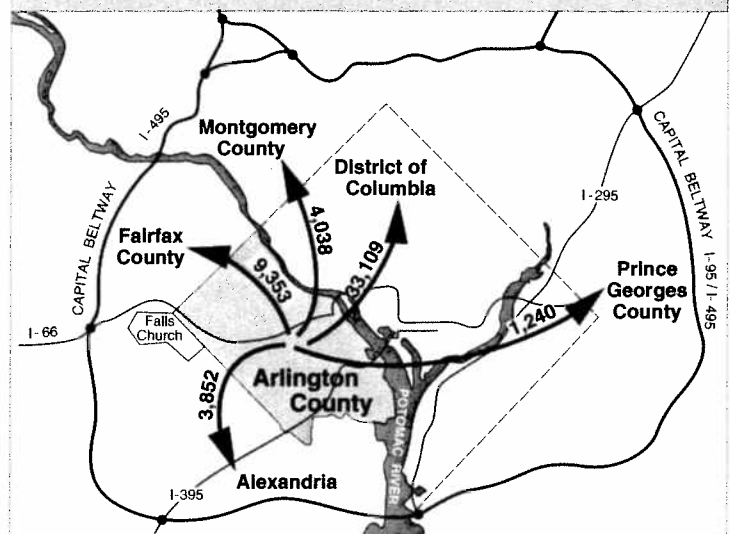 I-495
Montgomery
County
District of
Columbia
CAPITAL BELTWAY
I-295
CAPITAL BELTWAY I-95 / I-495
Fairfax
County
4,038
9,353
33,109
Prince
Georges
County
I-66
Falls
Church
1,240
3,852
Arlington
County
POTOMAC RIVER
Alexandria
I-395